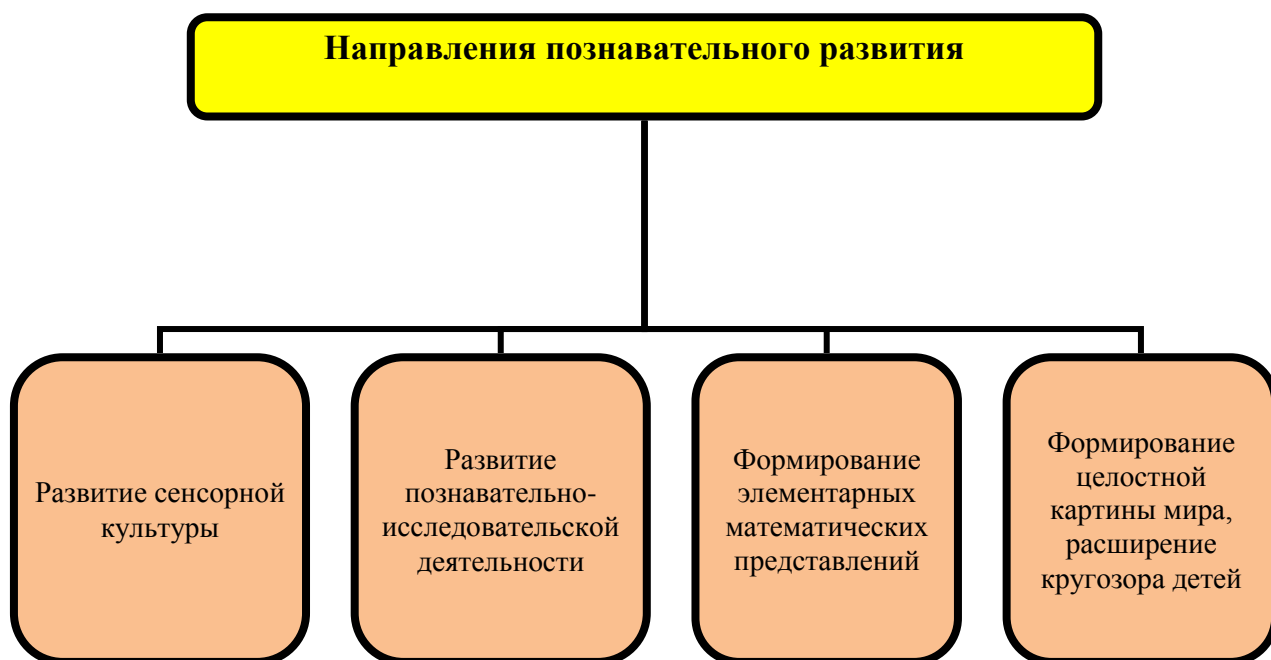 Направления познавательного развития
Развитие сенсорной
культуры
Развитие
познавательно-
исследовательской
деятельности
Формирование
элементарных
математических
представлений
Формирование
целостной
картины мира,
расширение
кругозора детей